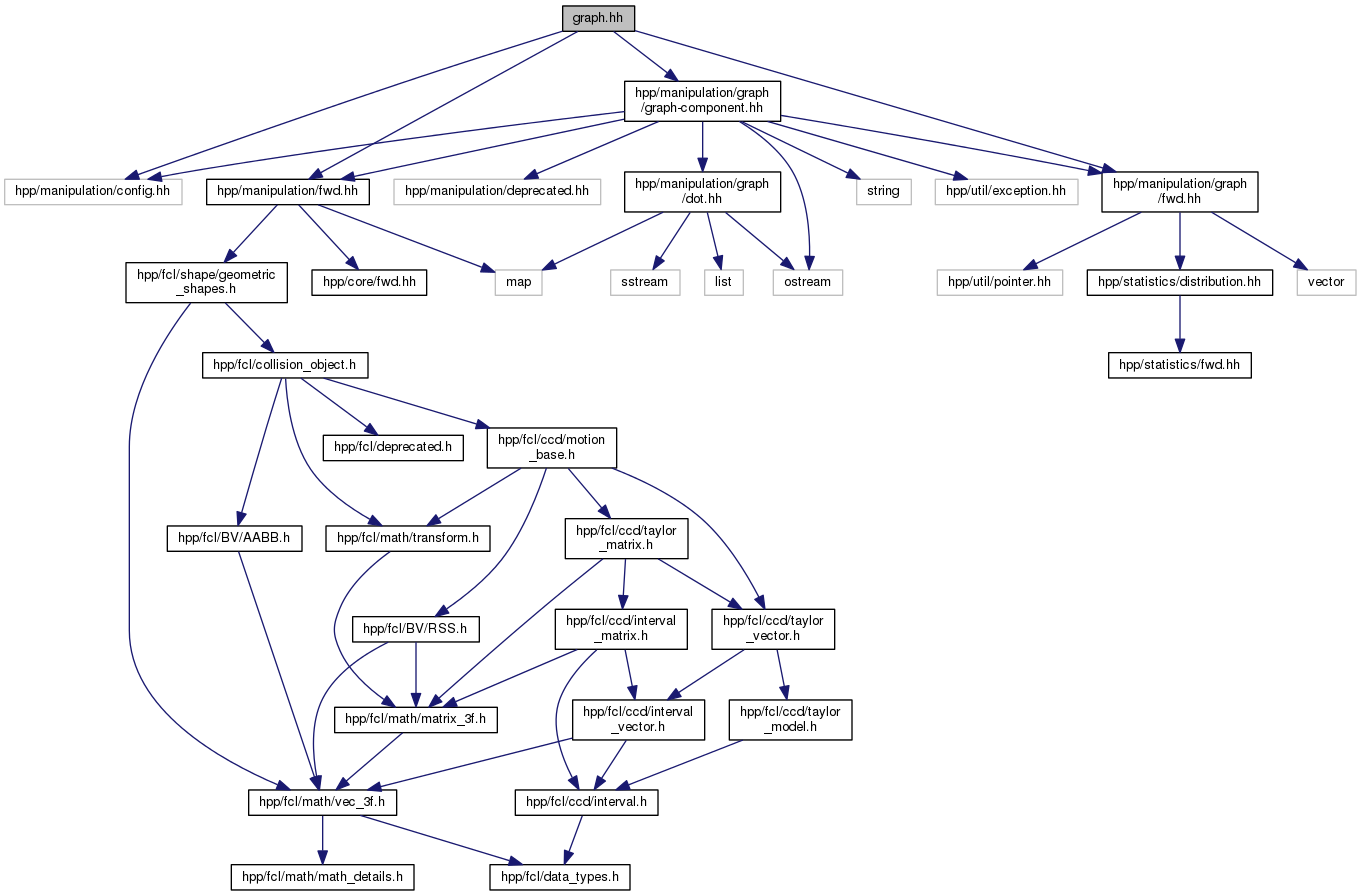 graph.hh
hpp/manipulation/graph
/graph-component.hh
hpp/manipulation/config.hh
hpp/manipulation/fwd.hh
hpp/manipulation/deprecated.hh
hpp/manipulation/graph
/dot.hh
string
hpp/util/exception.hh
hpp/manipulation/graph
/fwd.hh
hpp/fcl/shape/geometric
_shapes.h
hpp/core/fwd.hh
map
sstream
list
ostream
hpp/util/pointer.hh
hpp/statistics/distribution.hh
vector
hpp/fcl/collision_object.h
hpp/statistics/fwd.hh
hpp/fcl/deprecated.h
hpp/fcl/ccd/motion
_base.h
hpp/fcl/BV/AABB.h
hpp/fcl/math/transform.h
hpp/fcl/ccd/taylor
_matrix.h
hpp/fcl/BV/RSS.h
hpp/fcl/ccd/interval
_matrix.h
hpp/fcl/ccd/taylor
_vector.h
hpp/fcl/math/matrix_3f.h
hpp/fcl/ccd/interval
_vector.h
hpp/fcl/ccd/taylor
_model.h
hpp/fcl/math/vec_3f.h
hpp/fcl/ccd/interval.h
hpp/fcl/math/math_details.h
hpp/fcl/data_types.h